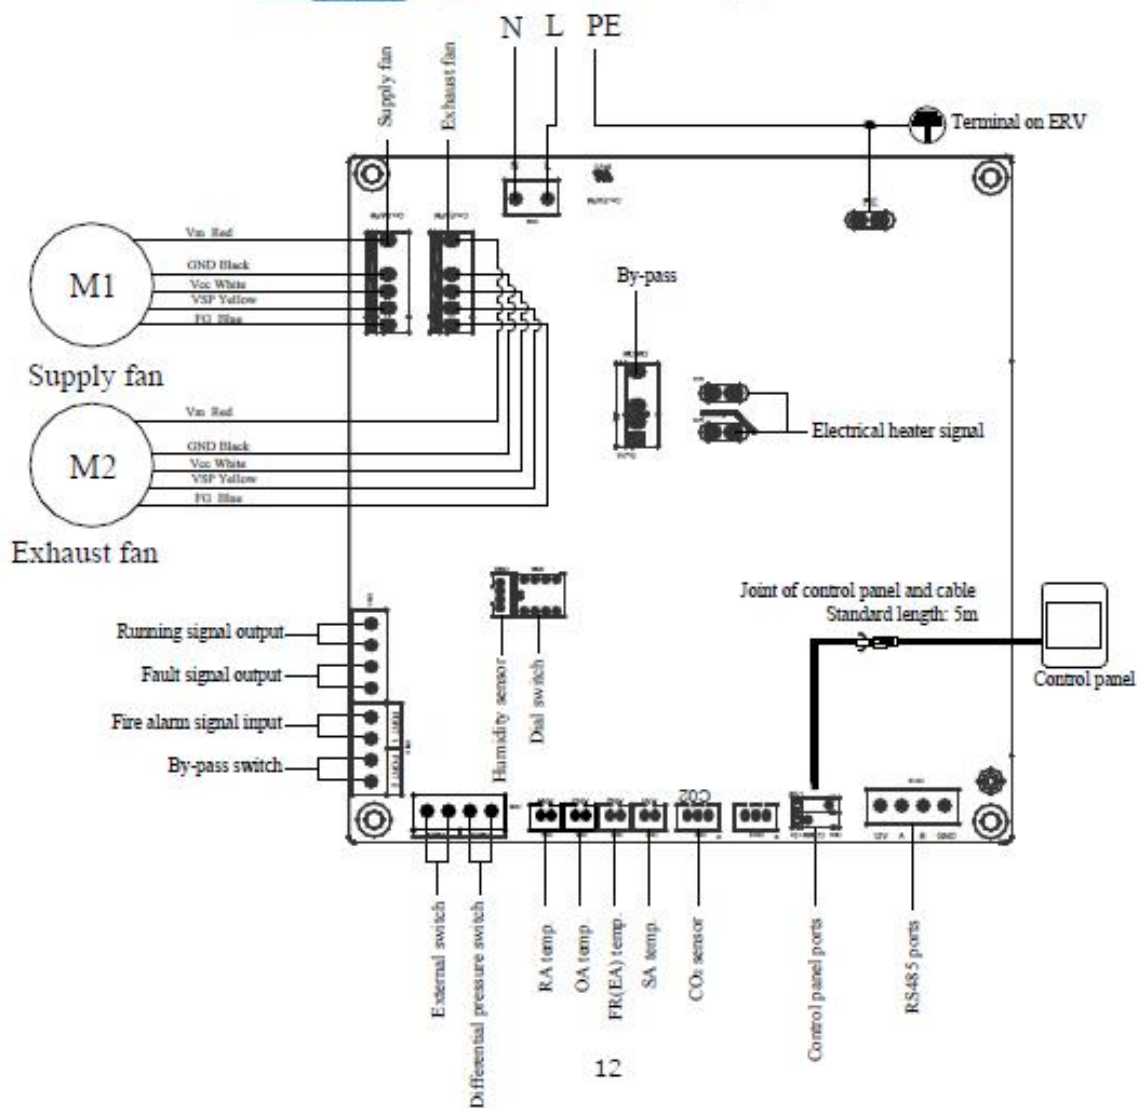 N L PE
Supply fan
Exhaust fan
Terminal on ERV
N L
Vm Red
GND Black
Vcc White
VSP Yellow
FG Blue
M1
Supply fan
By-pass
Vm Red
GND Black
Vcc White
VSP Yellow
FG Blue
M2
Exhaust fan
Electrical heater signal
Joint of control panel and cable
Standard length: 5m
Control panel
Running signal output
Fault signal output
Fire alarm signal input
By-pass switch
PORT 1
PORT 2
Humidity sensor
Dial switch
CO2
12V A B GND
External switch
Differential pressure switch
RA temp.
OA temp.
FR(EA) temp.
SA temp.
CO₂ sensor
Control panel ports
RS485 ports
12